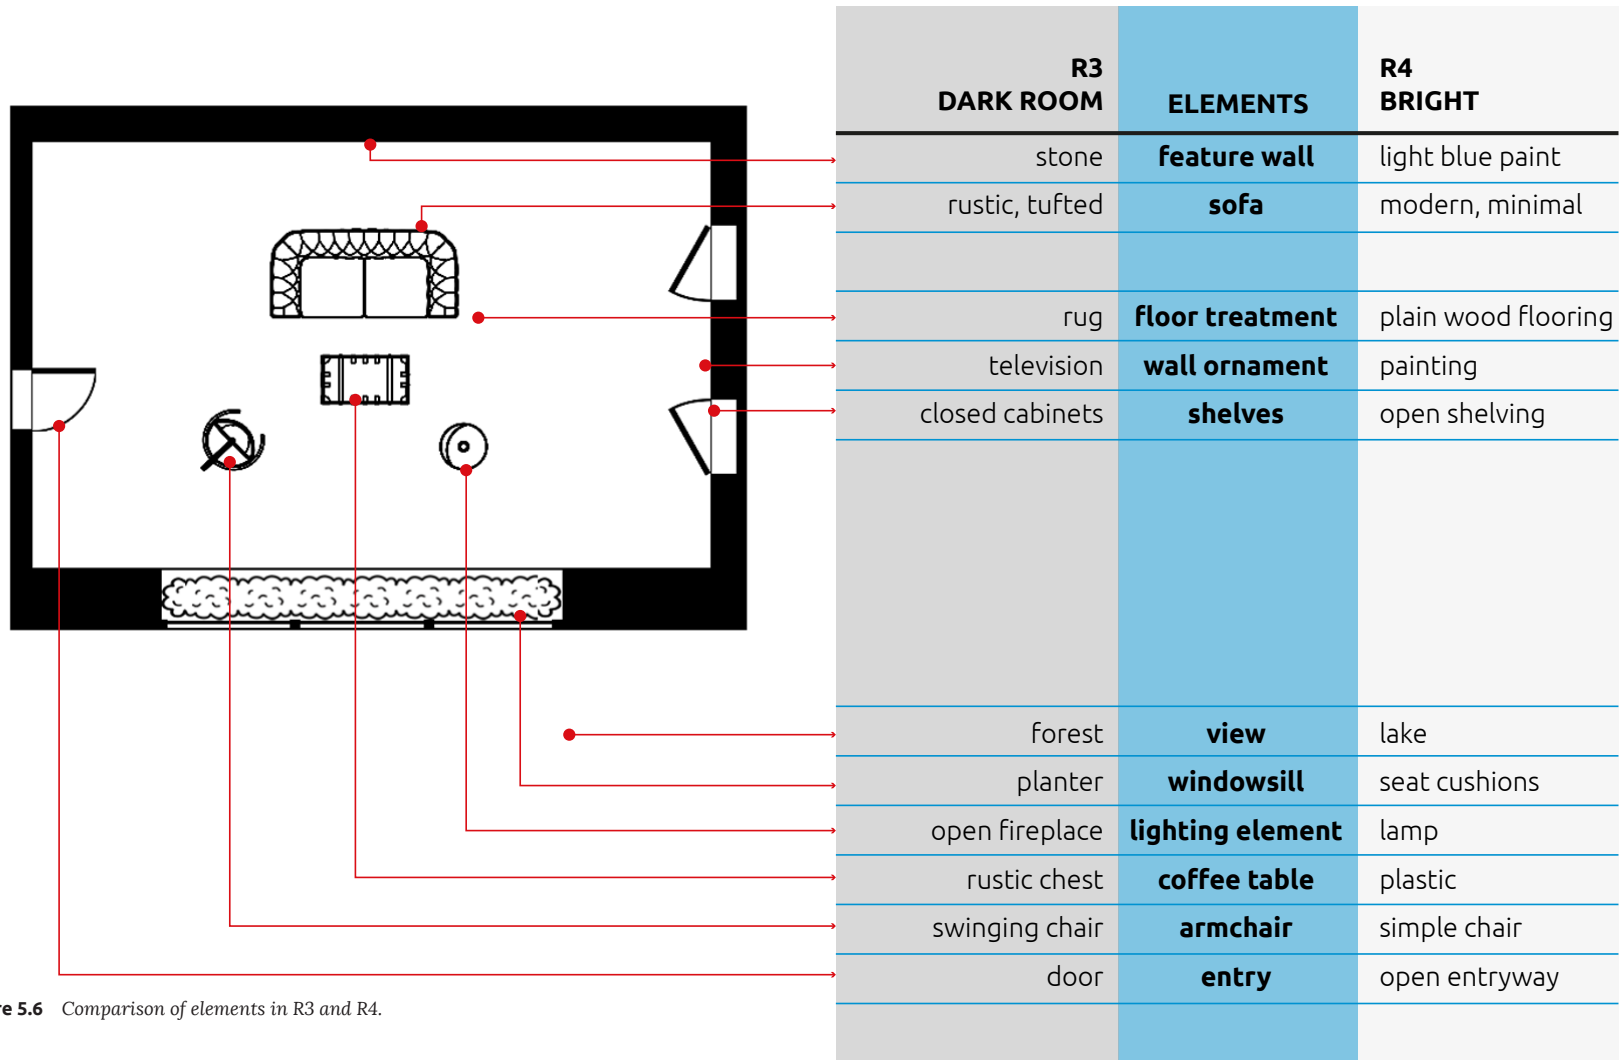 R3 DARK ROOM ELEMENTS R4 BRIGHT
stone feature wall light blue paint
rustic, tufted sofa modern, minimal
rug floor treatment plain wood flooring
television wall ornament painting
closed cabinets shelves open shelving
forest view lake
planter windowsill seat cushions
open fireplace lighting element lamp
rustic chest coffee table plastic
swinging chair armchair simple chair
door entry open entryway
re 5.6 Comparison of elements in R3 and R4.